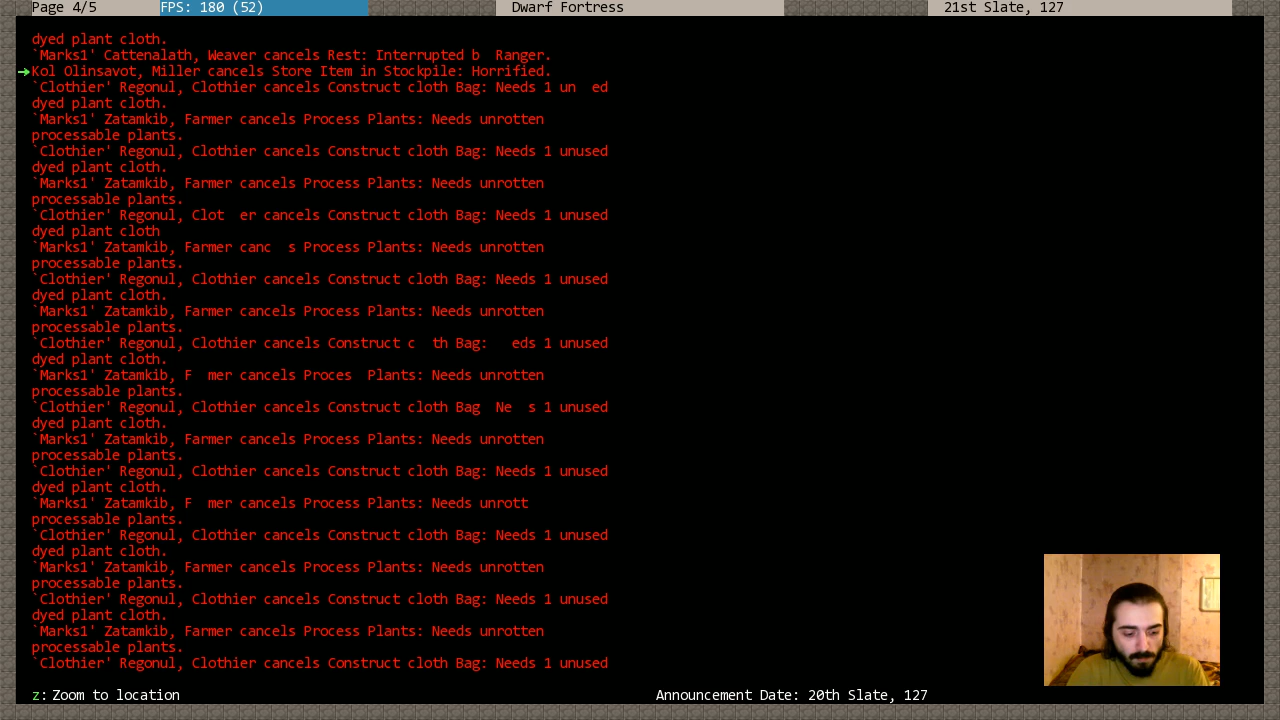 Page 4/5 FPS: 180 (52) Dwarf Fortress 21st Slate, 127
dyed plant cloth.
`Marks1' Cattenalath, Weaver cancels Rest: Interrupted b Ranger.
Kol Olinsavot, Miller cancels Store Item in Stockpile: Horrified.
`Clothier' Regonul, Clothier cancels Construct cloth Bag: Needs 1 un ed
dyed plant cloth.
`Marks1' Zatamkib, Farmer cancels Process Plants: Needs unrotten
processable plants.
`Clothier' Regonul, Clothier cancels Construct cloth Bag: Needs 1 unused
dyed plant cloth.
`Marks1' Zatamkib, Farmer cancels Process Plants: Needs unrotten
processable plants.
`Clothier' Regonul, Clot er cancels Construct cloth Bag: Needs 1 unused
dyed plant cloth
`Marks1' Zatamkib, Farmer canc s Process Plants: Needs unrotten
processable plants.
`Clothier' Regonul, Clothier cancels Construct cloth Bag: Needs 1 unused
dyed plant cloth.
`Marks1' Zatamkib, Farmer cancels Process Plants: Needs unrotten
processable plants.
`Clothier' Regonul, Clothier cancels Construct c th Bag: eds 1 unused
dyed plant cloth.
`Marks1' Zatamkib, F mer cancels Proces Plants: Needs unrotten
processable plants.
`Clothier' Regonul, Clothier cancels Construct cloth Bag Ne s 1 unused
dyed plant cloth.
`Marks1' Zatamkib, Farmer cancels Process Plants: Needs unrotten
processable plants.
`Clothier' Regonul, Clothier cancels Construct cloth Bag: Needs 1 unused
dyed plant cloth.
`Marks1' Zatamkib, F mer cancels Process Plants: Needs unrott
processable plants.
`Clothier' Regonul, Clothier cancels Construct cloth Bag: Needs 1 unused
dyed plant cloth.
`Marks1' Zatamkib, Farmer cancels Process Plants: Needs unrotten
processable plants.
`Clothier' Regonul, Clothier cancels Construct cloth Bag: Needs 1 unused
dyed plant cloth.
`Marks1' Zatamkib, Farmer cancels Process Plants: Needs unrotten
processable plants.
`Clothier' Regonul, Clothier cancels Construct cloth Bag: Needs 1 unused
z: Zoom to location Announcement Date: 20th Slate, 127